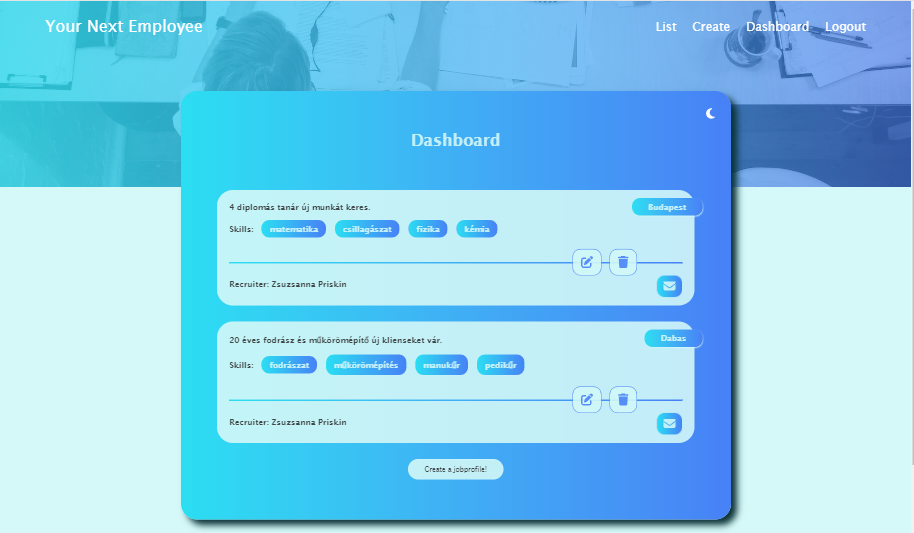 Your Next Employee
List Create Dashboard Logout
Dashboard
4 diplomás tanár új munkát keres.
Budapest
Skills: matematika csillagászat fizika kémia
Recruiter: Zsuzsanna Priskin
20 éves fodrász és műkörömépítő új klienseket vár.
Dabas
Skills: fodrászat műkörömépítés manukűr pedikűr
Recruiter: Zsuzsanna Priskin
Create a jobprofile!